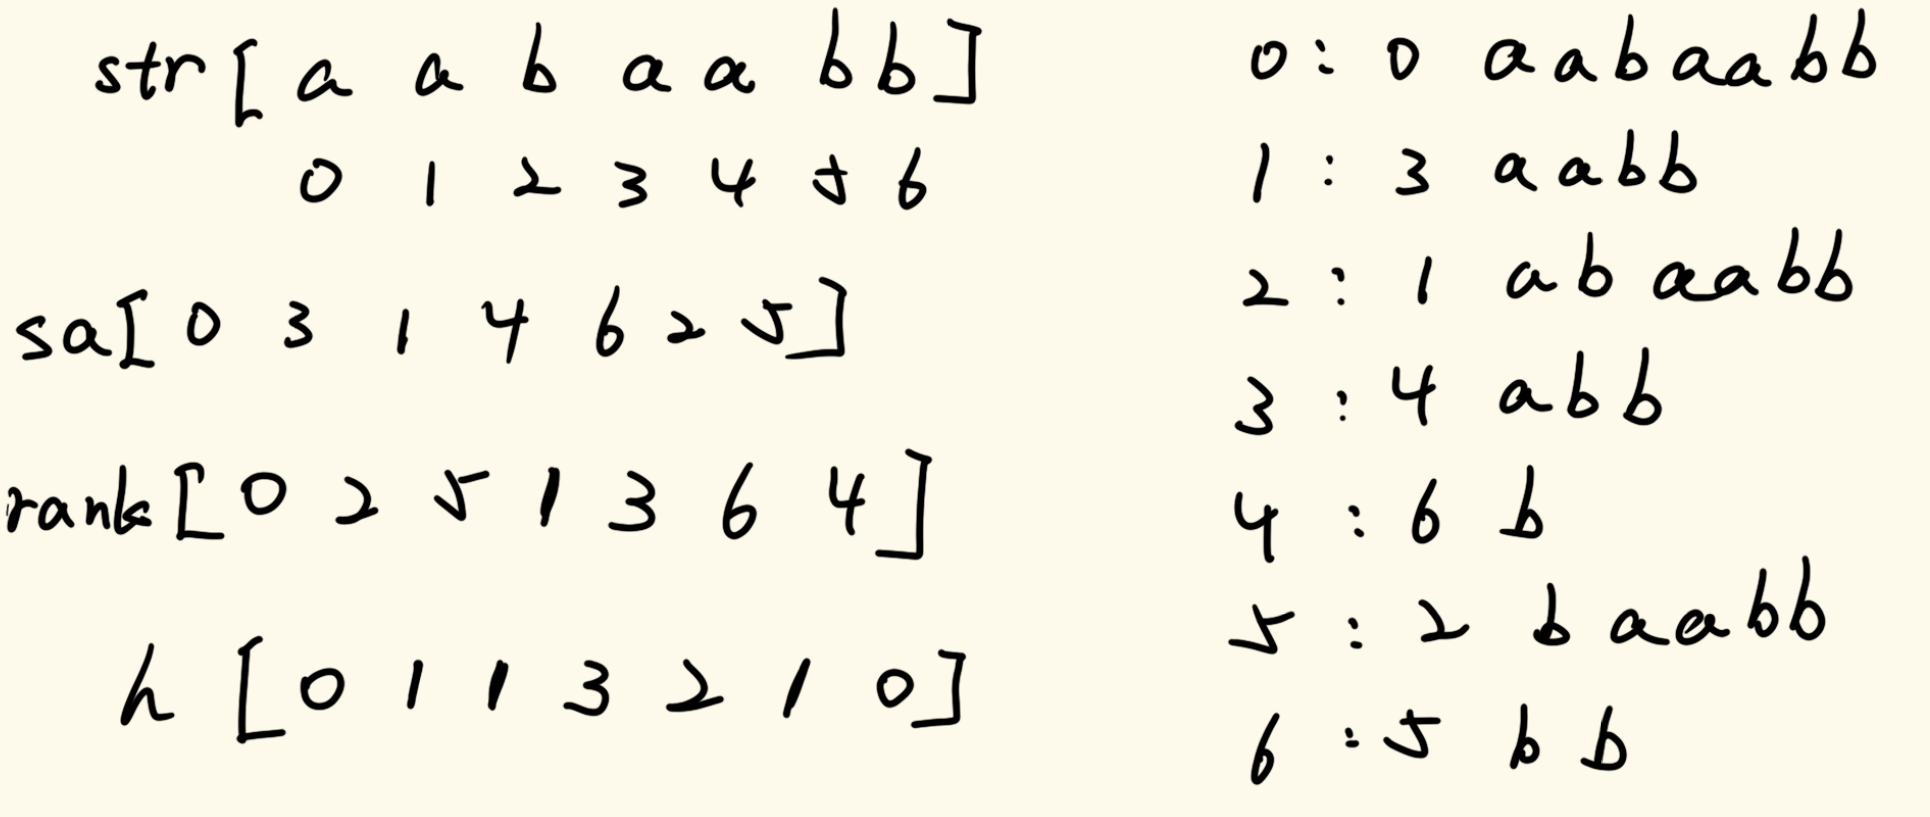 str [ a a b a a b b ]
0 1 2 3 4 5 6
sa [ 0 3 1 4 6 2 5 ]
rank [ 0 2 5 1 3 6 4 ]
h [ 0 1 1 3 2 1 0 ]
0 : 0 aabaabb
1 : 3 aabb
2 : 1 abaabb
3 : 4 abb
4 : 6 b
5 : 2 baabb
6 : 5 bb